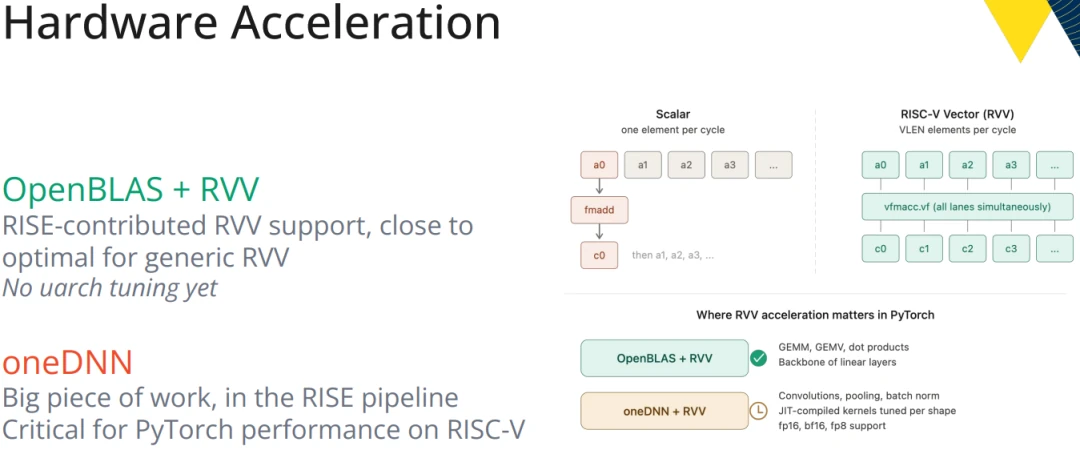 Hardware Acceleration
OpenBLAS + RVV
RISE-contributed RVV support, close to
optimal for generic RVV
No uarch tuning yet
oneDNN
Big piece of work, in the RISE pipeline
Critical for PyTorch performance on RISC-V
Scalar
one element per cycle
a0 a1 a2 a3 ...
fmadd
c0 then a1, a2, a3, ...
RISC-V Vector (RVV)
VLEN elements per cycle
a0 a1 a2 a3 ...
vfmacc.vf (all lanes simultaneously)
c0 c1 c2 c3 ...
Where RVV acceleration matters in PyTorch
OpenBLAS + RVV
GEMM, GEMV, dot products
Backbone of linear layers
oneDNN + RVV
Convolutions, pooling, batch norm
JIT-compiled kernels tuned per shape
fp16, bf16, fp8 support